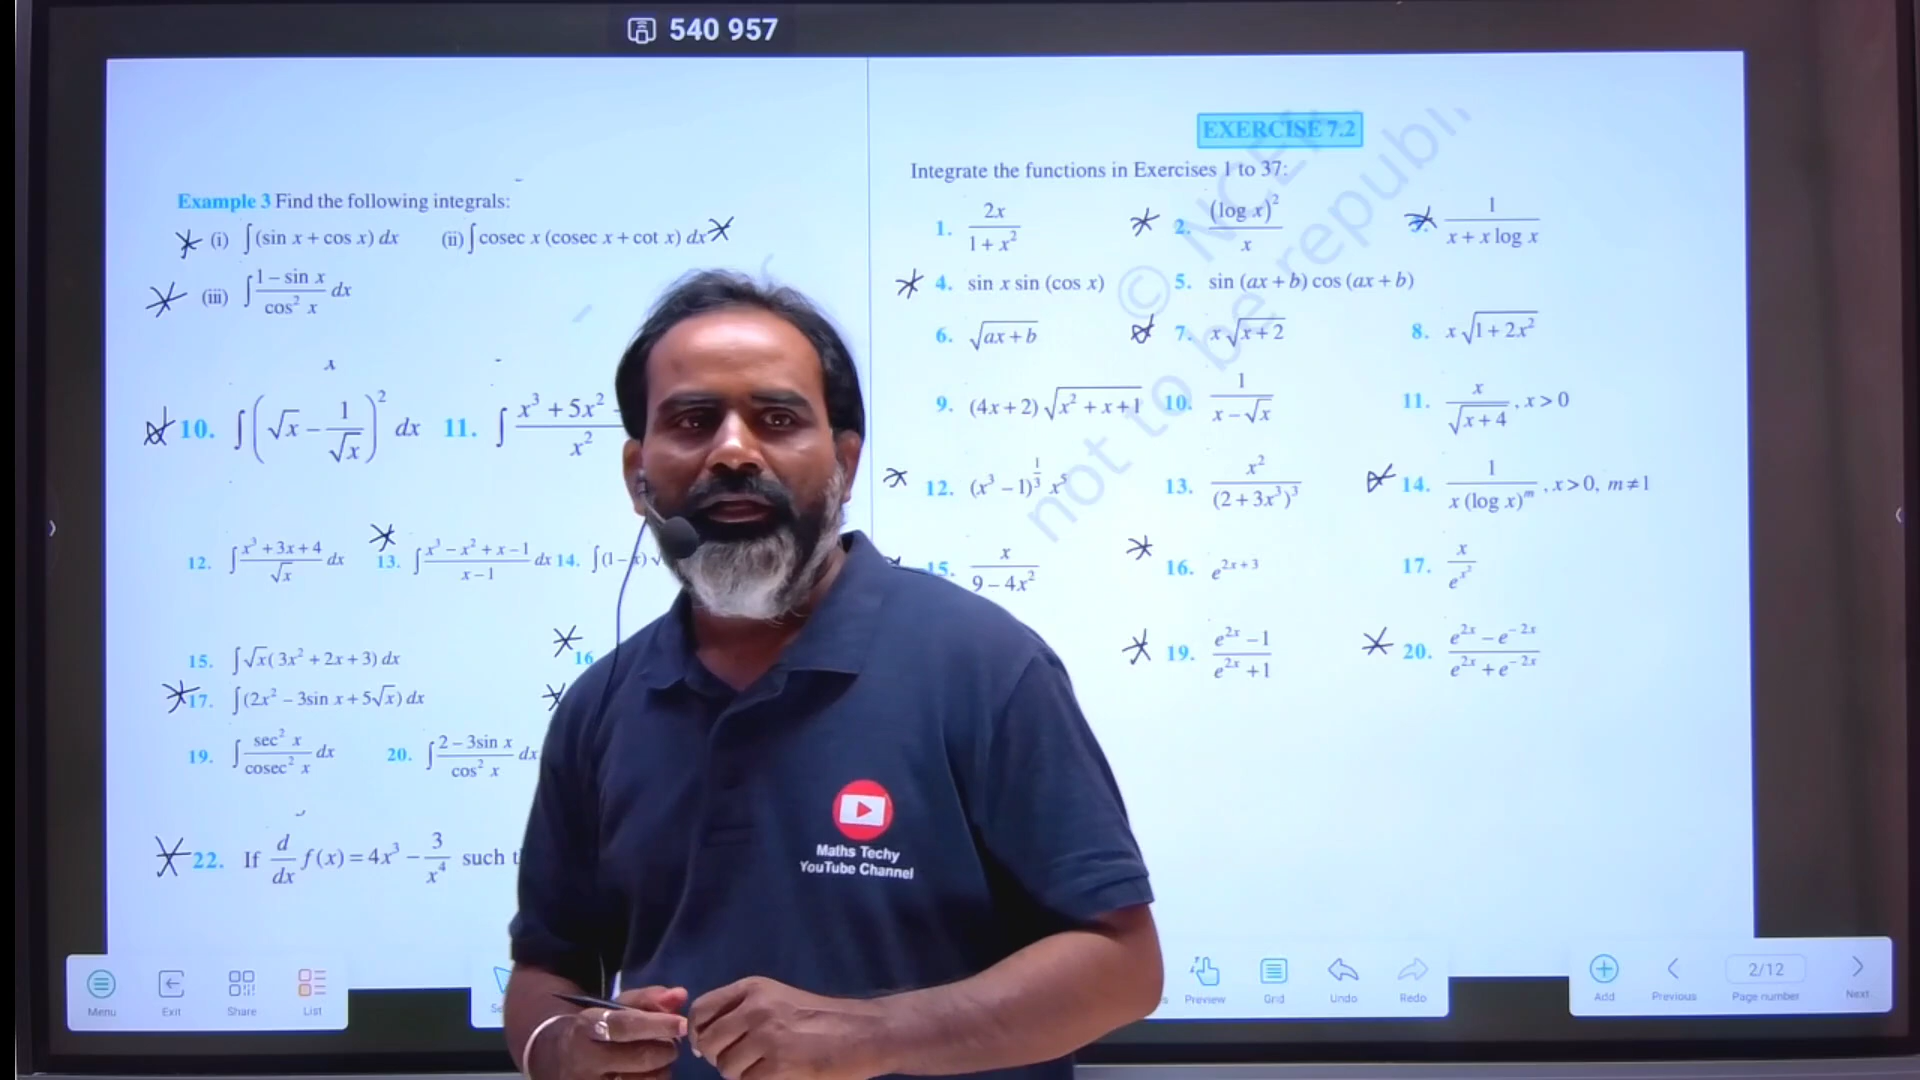 540 957
Example 3 Find the following integrals:
(i) ∫(sin x + cos x) dx (ii) ∫cosec x (cosec x + cot x) dx
(iii) ∫ (1 – sin x)/(cos² x) dx
10. ∫(√x – 1/√x)² dx 11. ∫ x³ + 5x² / x²
12. ∫ (x³ + 3x + 4)/√x dx 13. ∫ (x³ – x² + x – 1)/(x – 1) dx 14. ∫(1 –
15. ∫√x(3x² + 2x + 3) dx 16
17. ∫(2x² – 3sin x + 5√x) dx
19. ∫ sec² x/cosec² x dx 20. ∫ (2 – 3sin x)/cos² x dx
22. If d/dx f(x) = 4x³ – 3/x⁴ such
EXERCISE 7.2
Integrate the functions in Exercises 1 to 37:
1. 2x/(1 + x²) 2. (log x)²/x 1/(x + x log x)
4. sin x sin (cos x) 5. sin (ax + b) cos (ax + b)
6. √(ax + b) 7. x√(x + 2) 8. x√(1 + 2x²)
9. (4x + 2)√(x² + x + 1) 10. 1/(x – √x) 11. x/√(x + 4), x > 0
12. (x³ – 1)^(1/3) x⁵ 13. x²/(2 + 3x³)³ 14. 1/(x (log x)^m), x > 0, m ≠ 1
15. x/(9 – 4x²) 16. e^(2x + 3) 17. x/e^(x²)
19. (e^(2x) – 1)/(e^(2x) + 1) 20. (e^(2x) – e^(–2x))/(e^(2x) + e^(–2x))
not to be republi
Maths Techy
YouTube Channel
Menu Exit Share List
Preview Grid Undo Redo
Add Previous 2/12 Page number Next